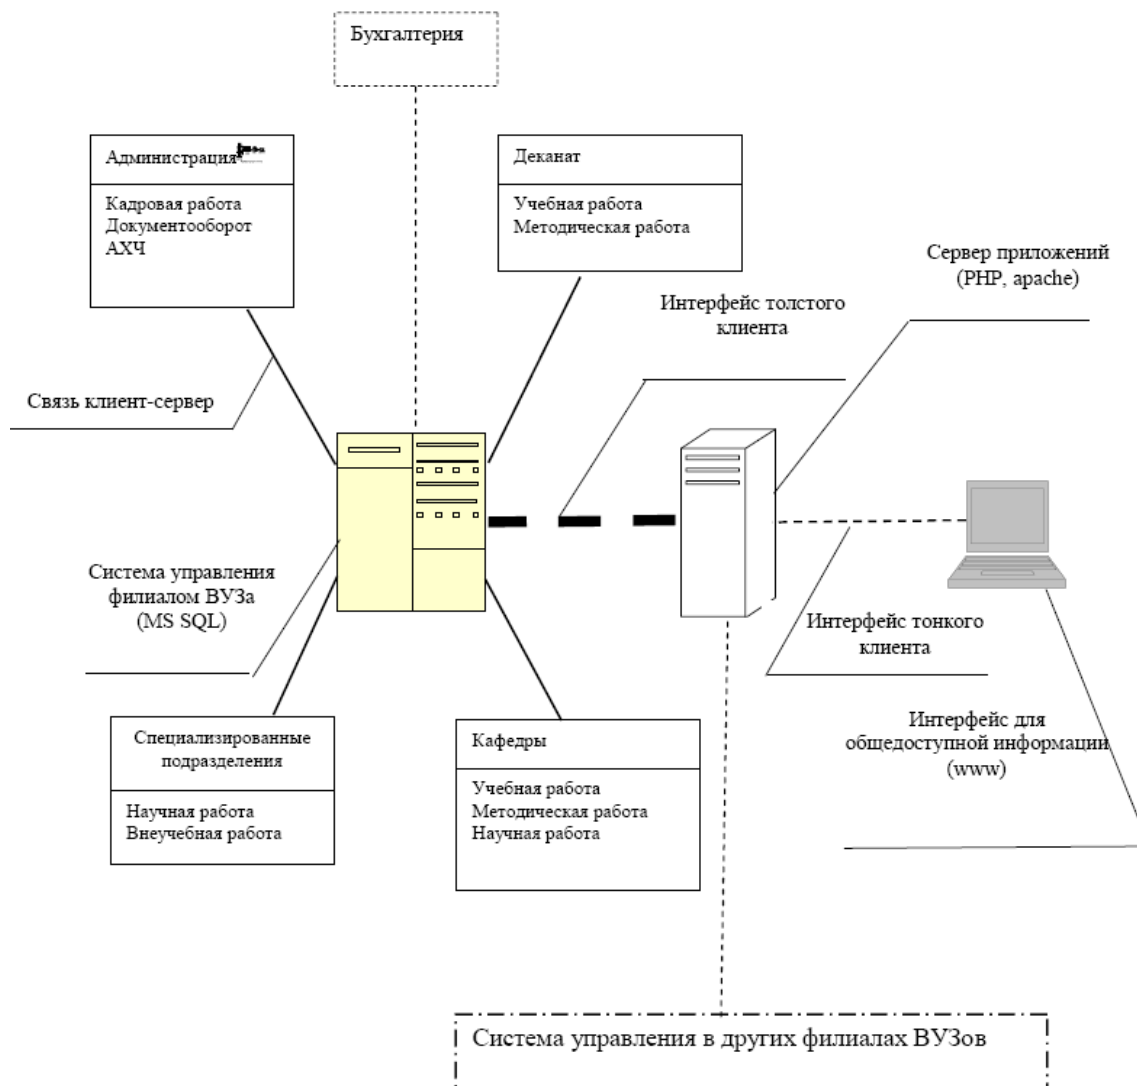 Бухгалтерия
Администрация
Кадровая работа
Документооборот
АХЧ
Деканат
Учебная работа
Методическая работа
Сервер приложений
(PHP, apache)
Интерфейс толстого
клиента
Связь клиент-сервер
Система управления
филиалом ВУЗа
(MS SQL)
Интерфейс тонкого
клиента
Специализированные
подразделения
Научная работа
Внеучебная работа
Кафедры
Учебная работа
Методическая работа
Научная работа
Интерфейс для
общедоступной информации
(www)
Система управления в других филиалах ВУЗов